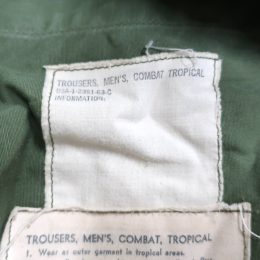 TROUSERS, MEN'S, COMBAT TROPICAL
DSA-1-2361-63-C
INFORMATION:
TROUSERS, MEN'S, COMBAT, TROPICAL
1. Wear as outer garment in tropical areas.